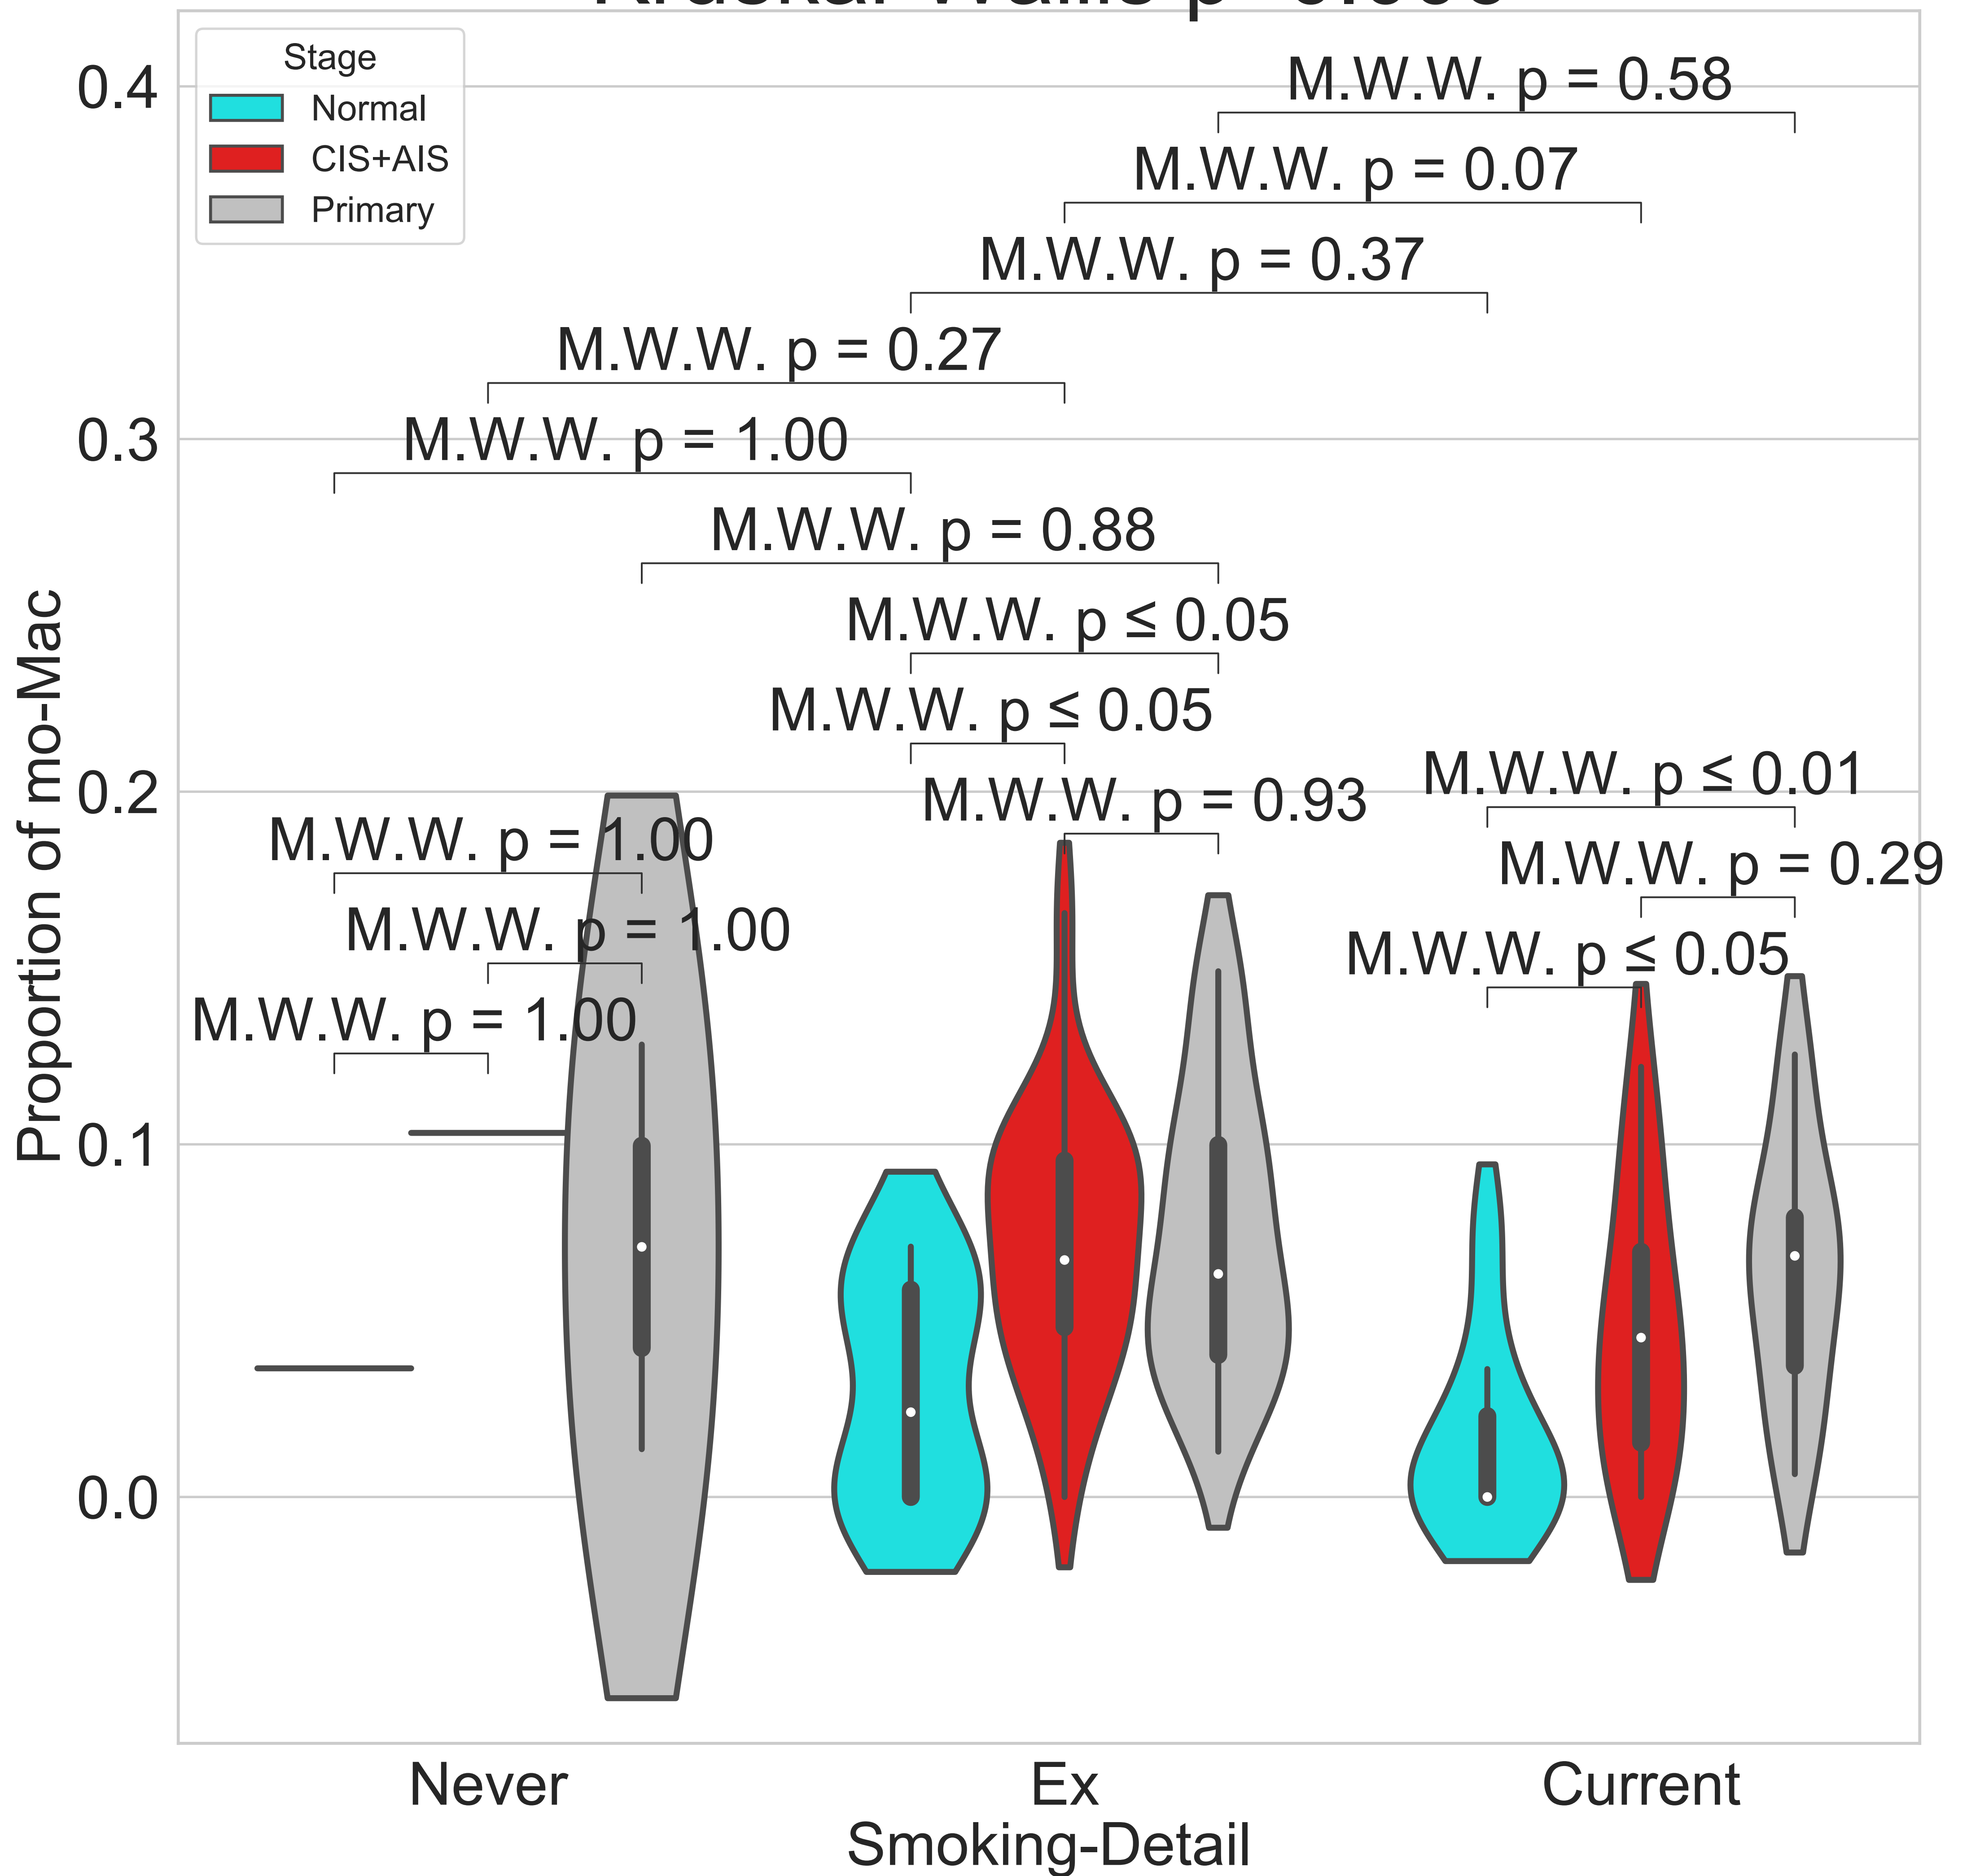 0.4
0.3
0.2
0.1
0.0
Proportion of mo-Mac
Stage
Normal
CIS+AIS
Primary
M.W.W. p = 0.58
M.W.W. p = 0.07
M.W.W. p = 0.37
M.W.W. p = 0.27
M.W.W. p = 1.00
M.W.W. p = 0.88
M.W.W. p ≤ 0.05
M.W.W. p ≤ 0.05
M.W.W. p = 0.93
M.W.W. p ≤ 0.01
M.W.W. p = 1.00
M.W.W. p = 0.29
M.W.W. p = 1.00
M.W.W. p ≤ 0.05
M.W.W. p = 1.00
Never Ex Current
Smoking-Detail